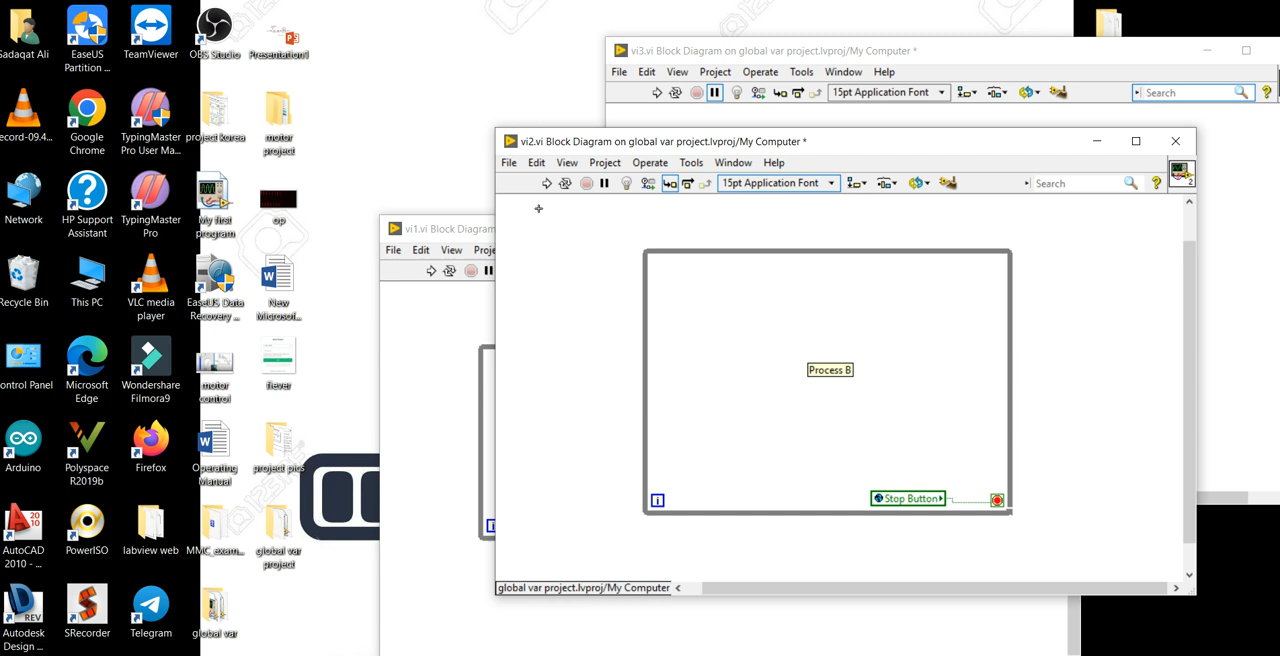 Sadaqat Ali
EaseUS
Partition ...
TeamViewer
OBS Studio
Presentation1
ecord-09.4...
Google
Chrome
TypingMaster
Pro User Ma...
project korea
motor
project
Network
HP Support
Assistant
TypingMaster
Pro
My first
program
op
Recycle Bin
This PC
VLC media
player
EaseUS Data
Recovery ...
New
Microsof...
ontrol Panel
Microsoft
Edge
Wondershare
Filmora9
motor
control
fiever
Arduino
Polyspace
R2019b
Firefox
Operating
Manual
project pics
AutoCAD
2010 - ...
PowerISO
labview web
MMC_exam...
global var
project
Autodesk
Design ...
SRecorder
Telegram
global var
vi3.vi Block Diagram on global var project.lvproj/My Computer *
File Edit View Project Operate Tools Window Help
15pt Application Font
Search
?
vi2.vi Block Diagram on global var project.lvproj/My Computer *
File Edit View Project Operate Tools Window Help
15pt Application Font
Search
?
2
Process B
i
Stop Button
global var project.lvproj/My Computer
vi1.vi Block Diagram
File Edit View Proje